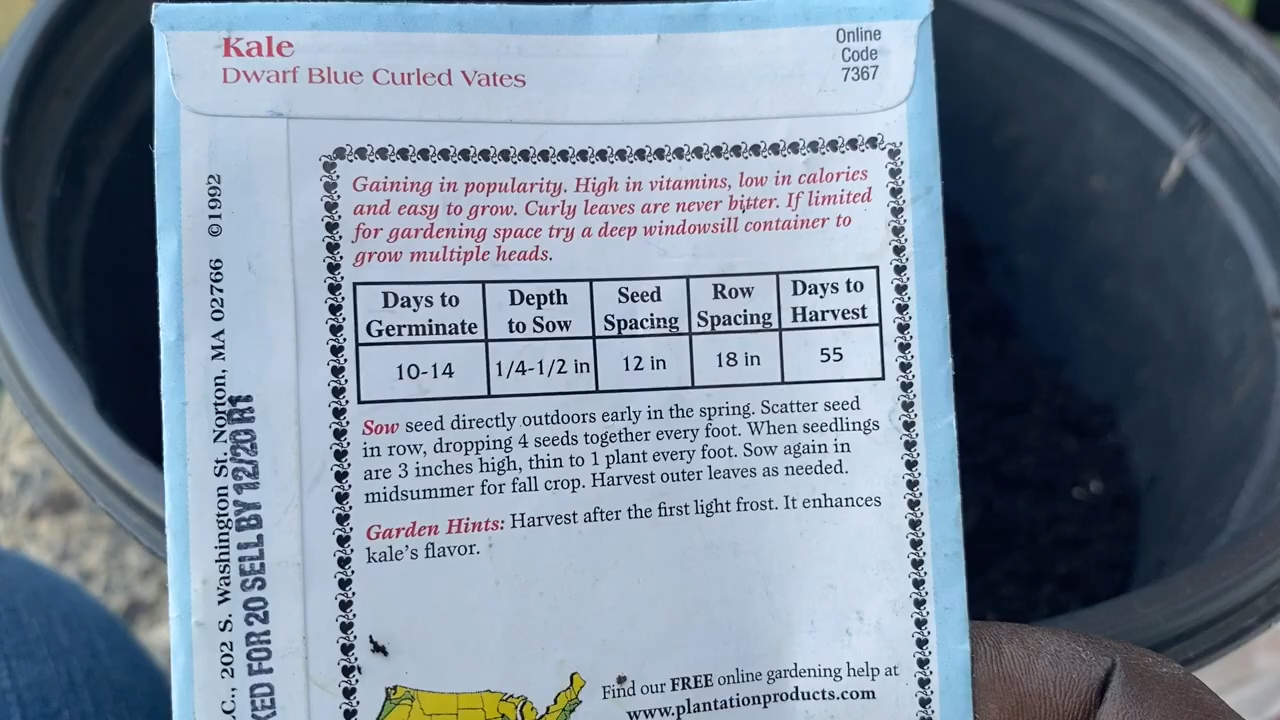 Kale
Dwarf Blue Curled Vates
Online
Code
7367
Gaining in popularity. High in vitamins, low in calories
and easy to grow. Curly leaves are never bitter. If limited
for gardening space try a deep windowsill container to
grow multiple heads.
Days to Germinate
Depth to Sow
Seed Spacing
Row Spacing
Days to Harvest
10-14
1/4-1/2 in
12 in
18 in
55
Sow seed directly outdoors early in the spring. Scatter seed
in row, dropping 4 seeds together every foot. When seedlings
are 3 inches high, thin to 1 plant every foot. Sow again in
midsummer for fall crop. Harvest outer leaves as needed.
Garden Hints: Harvest after the first light frost. It enhances
kale's flavor.
Find our FREE online gardening help at
www.plantationproducts.com
202 S. Washington St. Norton, MA 02766 ©1992
FOR 20 SELL BY 12/20 R1